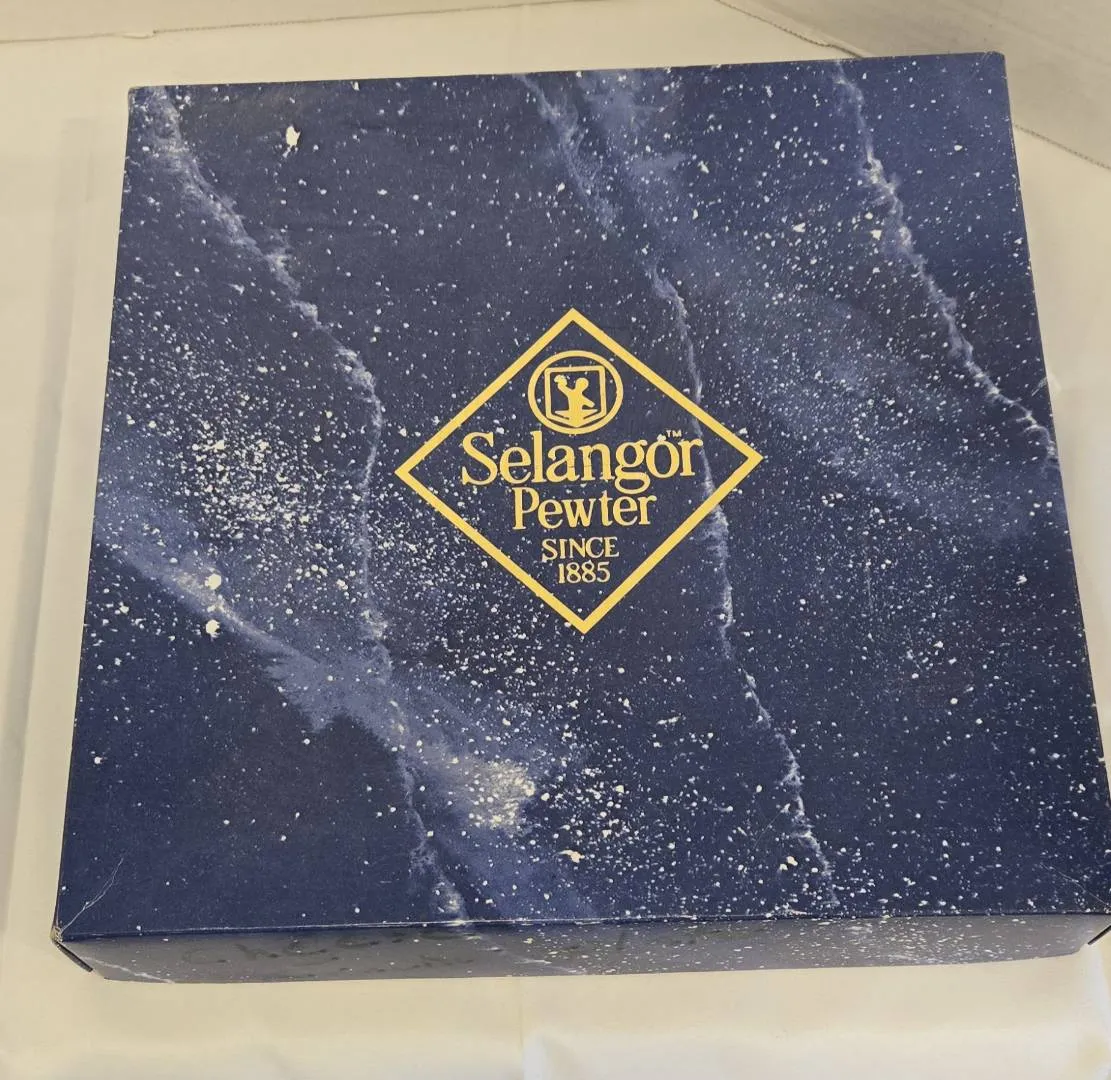 Selangor™
Pewter
SINCE
1885